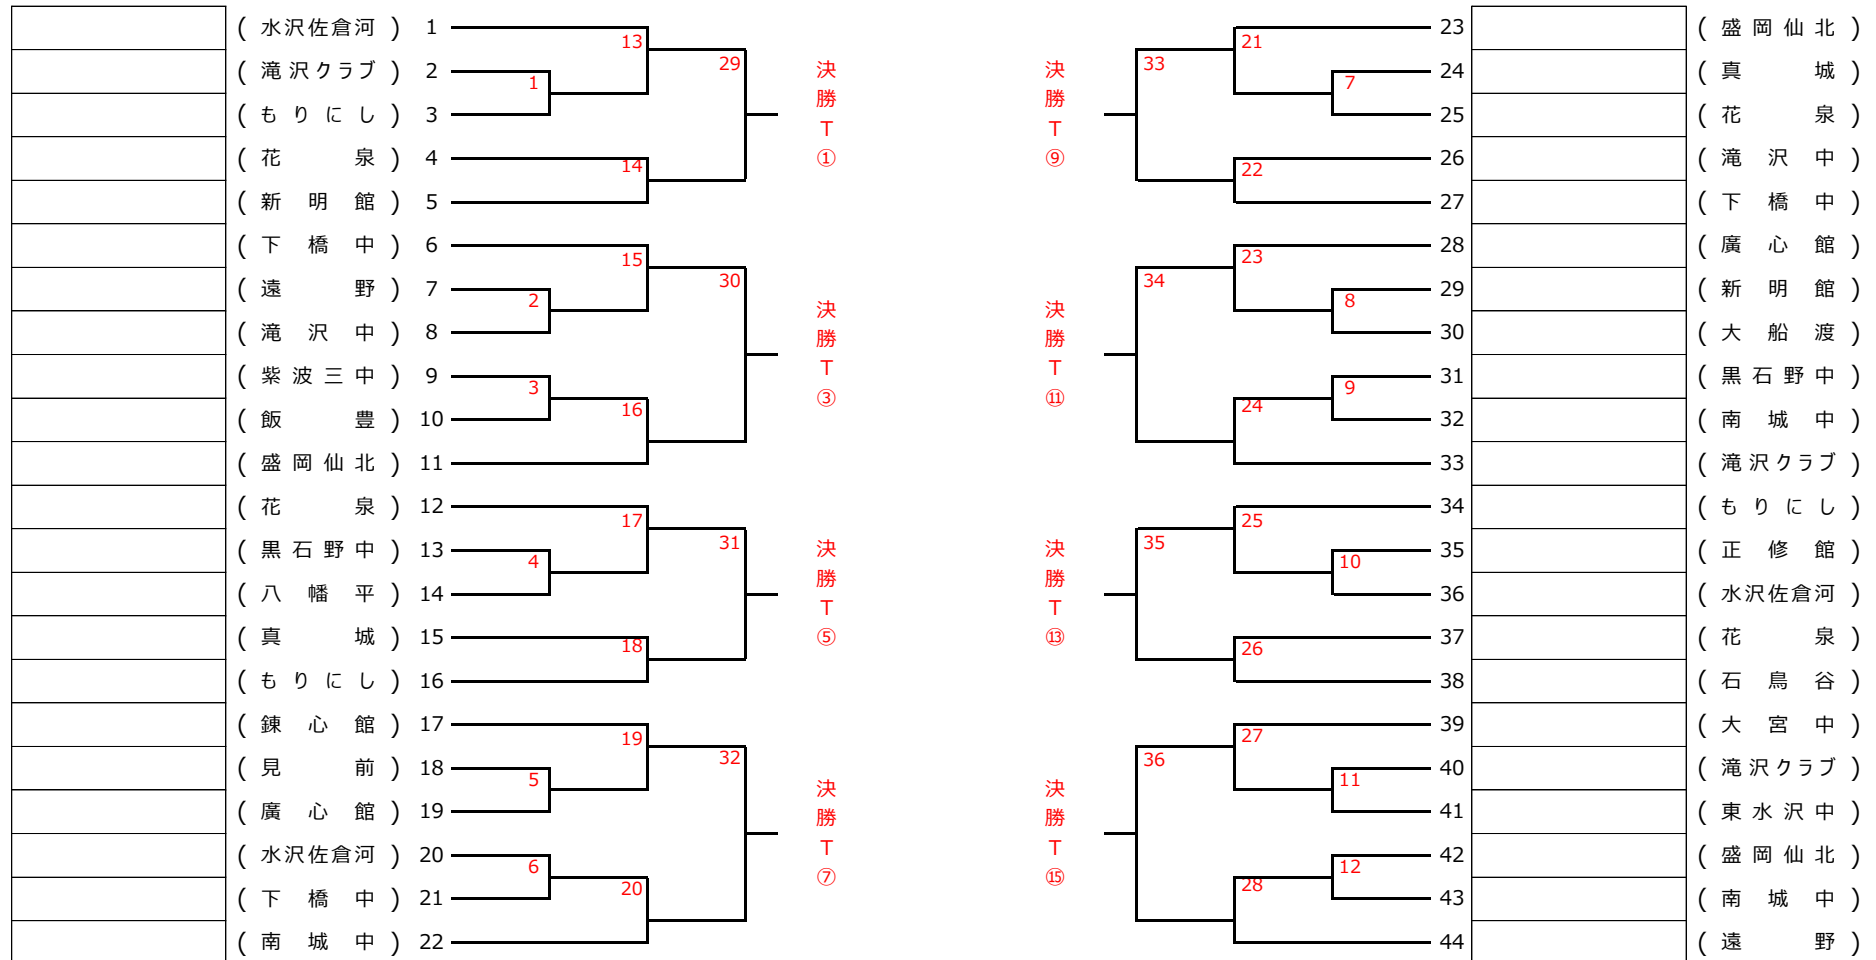 (水沢佐倉河) 1
(滝沢クラブ) 2
(もりにし) 3
(花泉) 4
(新明館) 5
(下橋中) 6
(遠野) 7
(滝沢中) 8
(紫波三中) 9
(飯豊) 10
(盛岡仙北) 11
(花泉) 12
(黒石野中) 13
(八幡平) 14
(真城) 15
(もりにし) 16
(錬心館) 17
(見前) 18
(廣心館) 19
(水沢佐倉河) 20
(下橋中) 21
(南城中) 22
1
2
3
4
5
6
13
14
15
16
17
18
19
20
29
30
31
32
決勝T①
決勝T③
決勝T⑤
決勝T⑦
決勝T⑨
決勝T⑪
決勝T⑬
決勝T⑮
33
34
35
36
21
22
23
24
25
26
27
28
7
8
9
10
11
12
23 (盛岡仙北)
24 (真城)
25 (花泉)
26 (滝沢中)
27 (下橋中)
28 (廣心館)
29 (新明館)
30 (大船渡)
31 (黒石野中)
32 (南城中)
33 (滝沢クラブ)
34 (もりにし)
35 (正修館)
36 (水沢佐倉河)
37 (花泉)
38 (石鳥谷)
39 (大宮中)
40 (滝沢クラブ)
41 (東水沢中)
42 (盛岡仙北)
43 (南城中)
44 (遠野)